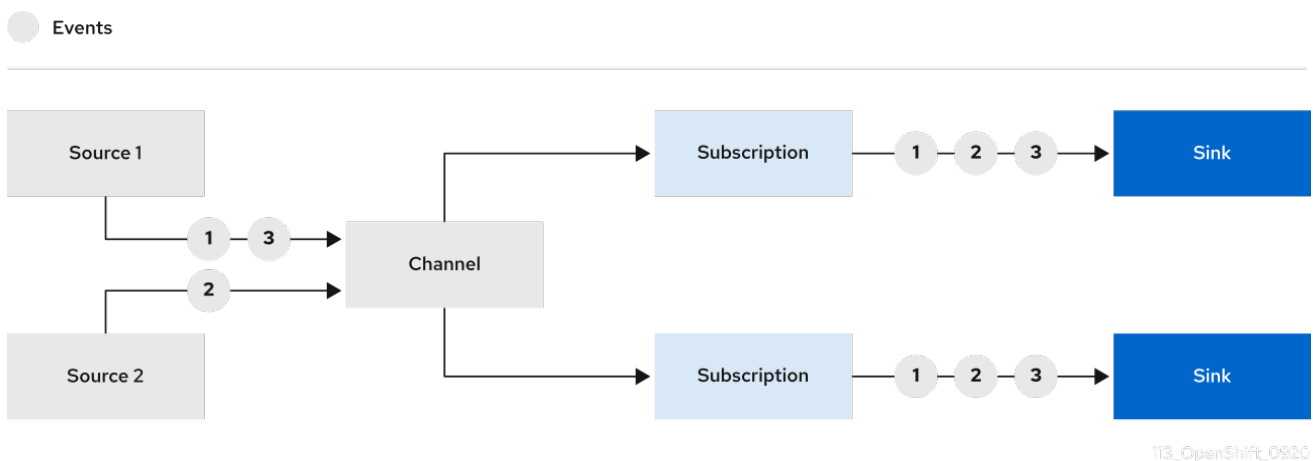 Events
Source 1
Subscription
1 2 3
Sink
1 3
Channel
2
Source 2
Subscription
1 2 3
Sink
113_OpenShift_0920